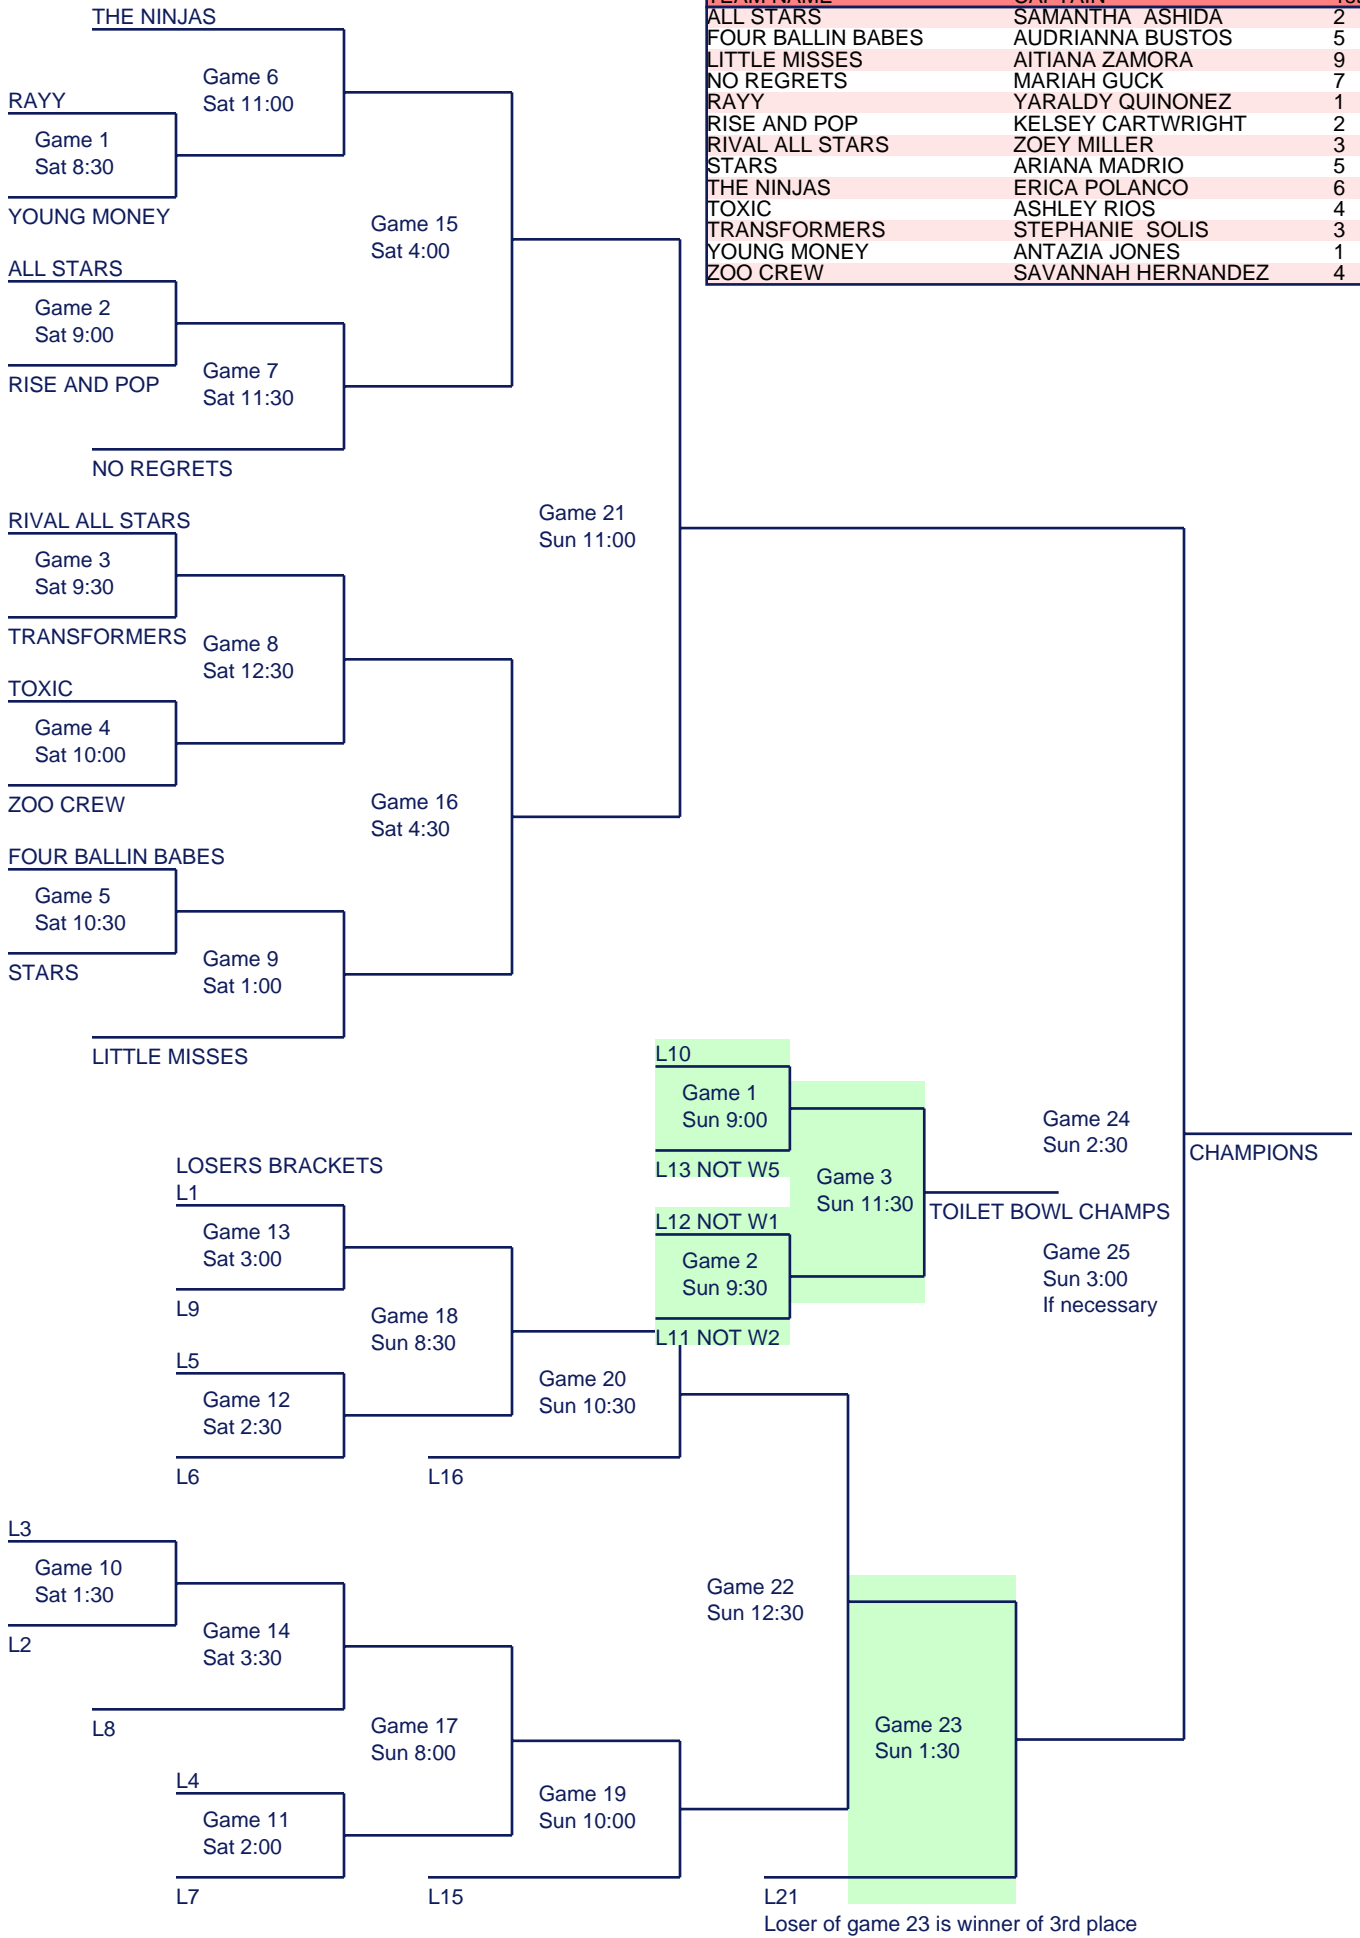 THE NINJAS
Game 6
Sat 11:00
RAYY
Game 1
Sat 8:30
YOUNG MONEY
Game 15
Sat 4:00
ALL STARS
Game 2
Sat 9:00
RISE AND POP
Game 7
Sat 11:30
NO REGRETS
RIVAL ALL STARS
Game 3
Sat 9:30
TRANSFORMERS
Game 8
Sat 12:30
TOXIC
Game 4
Sat 10:00
ZOO CREW
Game 21
Sun 11:00
Game 16
Sat 4:30
FOUR BALLIN BABES
Game 5
Sat 10:30
STARS
Game 9
Sat 1:00
LITTLE MISSES
TEAM NAME CAPTAIN
ALL STARS SAMANTHA ASHIDA 2
FOUR BALLIN BABES AUDRIANNA BUSTOS 5
LITTLE MISSES AITIANA ZAMORA 9
NO REGRETS MARIAH GUCK 7
RAYY YARALDY QUINONEZ 1
RISE AND POP KELSEY CARTWRIGHT 2
RIVAL ALL STARS ZOEY MILLER 3
STARS ARIANA MADRIO 5
THE NINJAS ERICA POLANCO 6
TOXIC ASHLEY RIOS 4
TRANSFORMERS STEPHANIE SOLIS 3
YOUNG MONEY ANTAZIA JONES 1
ZOO CREW SAVANNAH HERNANDEZ 4
L10
Game 1
Sun 9:00
L13 NOT W5
Game 3
Sun 11:30
L12 NOT W1
Game 2
Sun 9:30
L11 NOT W2
TOILET BOWL CHAMPS
Game 24
Sun 2:30
CHAMPIONS
Game 25
Sun 3:00
If necessary
LOSERS BRACKETS
L1
Game 13
Sat 3:00
L9
Game 18
Sun 8:30
L5
Game 12
Sat 2:30
L6
Game 20
Sun 10:30
L16
L3
Game 10
Sat 1:30
L2
Game 14
Sat 3:30
L8
Game 22
Sun 12:30
Game 17
Sun 8:00
Game 23
Sun 1:30
L4
Game 11
Sat 2:00
L7
Game 19
Sun 10:00
L15
L21
Loser of game 23 is winner of 3rd place